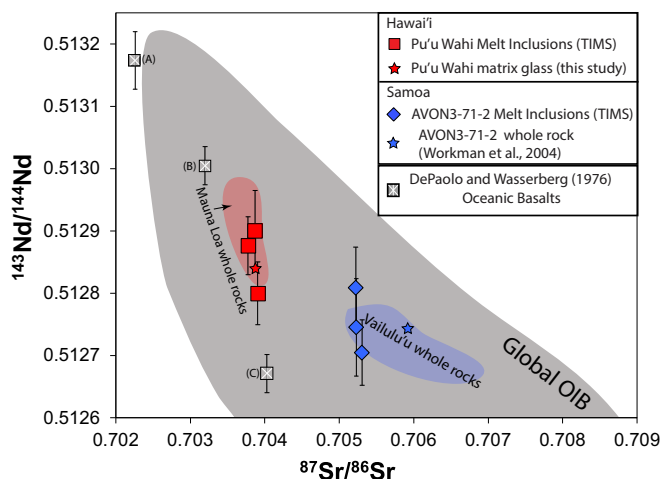 Hawai'i
Pu'u Wahi Melt Inclusions (TIMS)
Pu'u Wahi matrix glass (this study)
Samoa
AVON3-71-2 Melt Inclusions (TIMS)
AVON3-71-2 whole rock
(Workman et al., 2004)
DePaolo and Wasserberg (1976)
Oceanic Basalts
143Nd/144Nd
0.5132
0.5131
0.5130
0.5129
0.5128
0.5127
0.5126
(A)
(B)
(C)
Mauna Loa whole rocks
Vailulu'u whole rocks
Global OIB
0.702
0.703
0.704
0.705
0.706
0.707
0.708
0.709
87Sr/86Sr